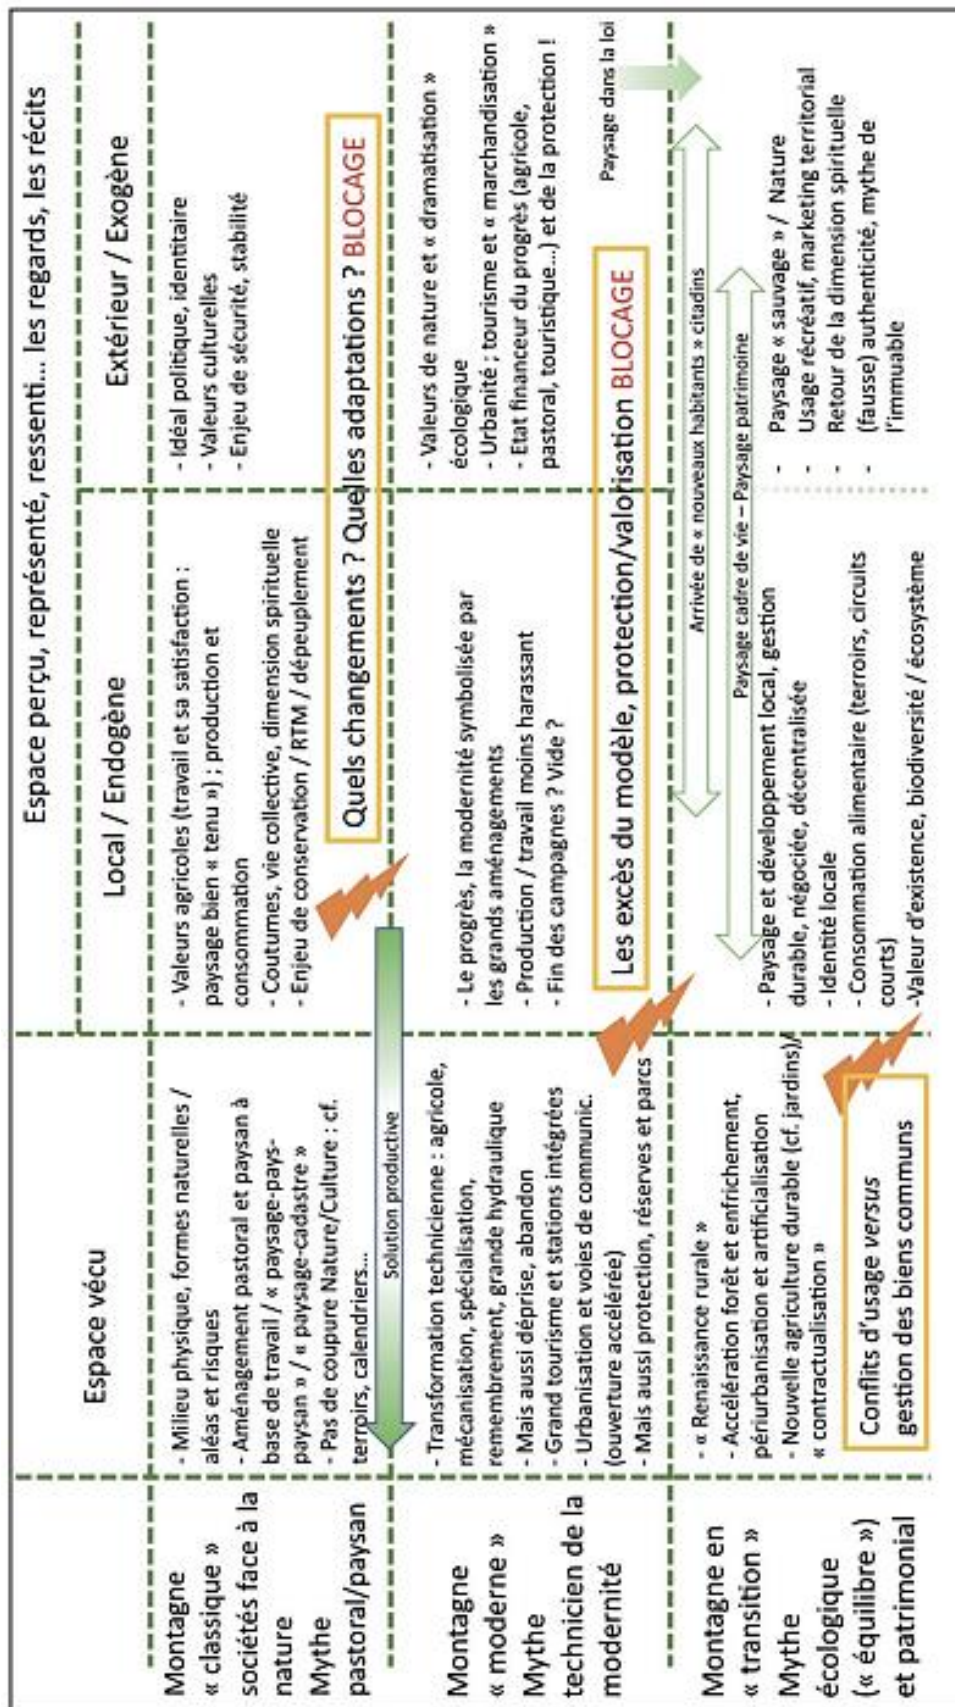 Espace perçu, représenté, ressenti... les regards, les récits
Espace vécu
Local / Endogène
Extérieur / Exogène
Montagne
« classique »
sociétés face à la
nature
Mythe
pastoral/paysan
- Milieu physique, formes naturelles /
aléas et risques
- Aménagement pastoral et paysan à
base de travail / « paysage-pays-
paysan » / « paysage-cadastre »
- Pas de coupure Nature/Culture : cf.
terroirs, calendriers...
- Valeurs agricoles (travail et sa satisfaction :
paysage bien « tenu ») ; production et
consommation
- Coutumes, vie collective, dimension spirituelle
- Enjeu de conservation / RTM / dépeuplement
- Idéal politique, identitaire
- Valeurs culturelles
- Enjeu de sécurité, stabilité
Quels changements ? Quelles adaptations ? BLOCAGE
Solution productive
Montagne
« moderne »
Mythe
technicien de la
modernité
- Transformation technicienne : agricole,
mécanisation, spécialisation,
remembrement, grande hydraulique
- Mais aussi déprise, abandon
- Grand tourisme et stations intégrées
- Urbanisation et voies de communic.
(ouverture accélérée)
- Mais aussi protection, réserves et parcs
- Le progrès, la modernité symbolisée par
les grands aménagements
- Production / travail moins harassant
- Fin des campagnes ? Vide ?
- Valeurs de nature et « dramatisation »
écologique
- Urbanité ; tourisme et « marchandisation »
- Etat financeur du progrès (agricole,
pastoral, touristique...) et de la protection !
Les excès du modèle, protection/valorisation BLOCAGE
Paysage dans la loi
Montagne en
« transition »
Mythe
écologique
(« équilibre »)
et patrimonial
- « Renaissance rurale »
- Accélération forêt et enfrichement,
périurbanisation et artificialisation
- Nouvelle agriculture durable (cf. jardins)/
« contractualisation »
Conflits d'usage versus
gestion des biens communs
Arrivée de « nouveaux habitants » citadins
Paysage cadre de vie – Paysage patrimoine
- Paysage et développement local, gestion
durable, négociée, décentralisée
- Identité locale
- Consommation alimentaire (terroirs, circuits
courts)
-Valeur d'existence, biodiversité / écosystème
- Paysage « sauvage » / Nature
- Usage récréatif, marketing territorial
- Retour de la dimension spirituelle
- (fausse) authenticité, mythe de
l'immuable